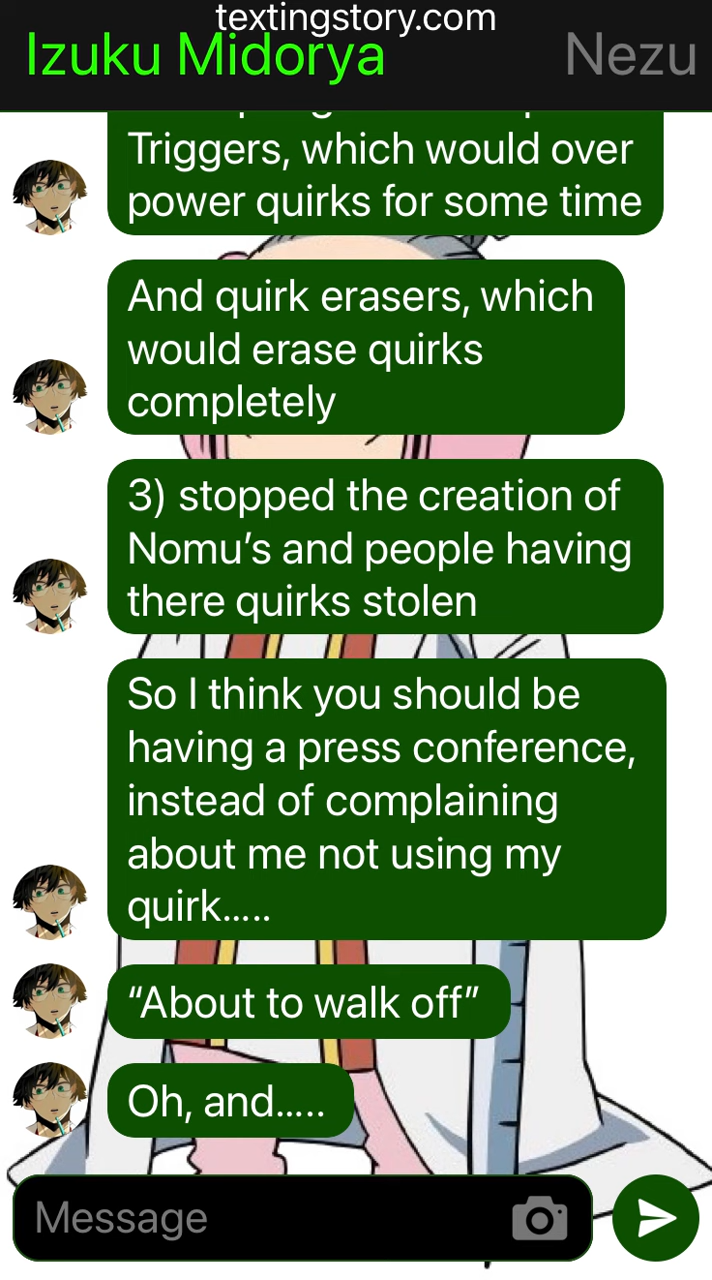 textingstory.com
Izuku Midorya
Nezu
Triggers, which would over
power quirks for some time
And quirk erasers, which
would erase quirks
completely
3) stopped the creation of
Nomu’s and people having
there quirks stolen
So I think you should be
having a press conference,
instead of complaining
about me not using my
quirk.....
“About to walk off”
Oh, and.....
Message